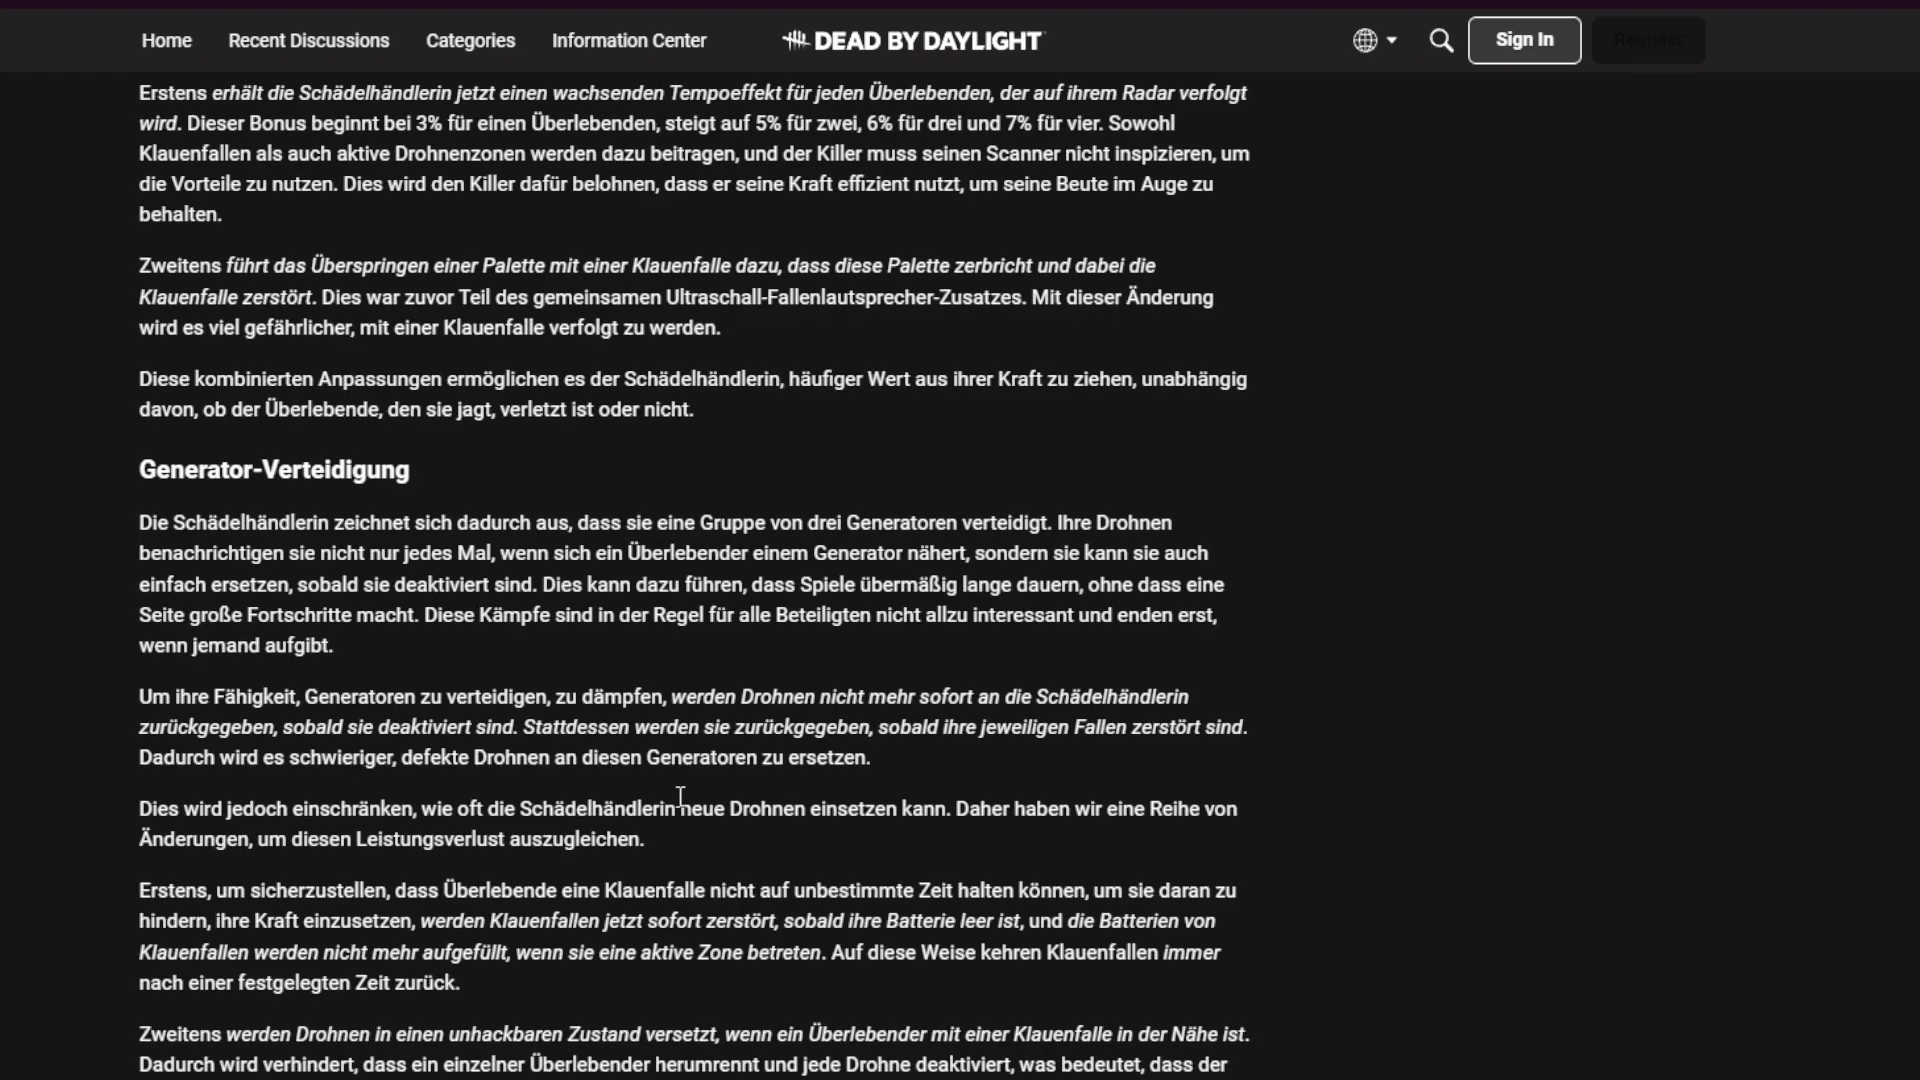 Home Recent Discussions Categories Information Center DEAD BY DAYLIGHT Sign In Register
Erstens erhält die Schädelhändlerin jetzt einen wachsenden Tempoeffekt für jeden Überlebenden, der auf ihrem Radar verfolgt
wird. Dieser Bonus beginnt bei 3% für einen Überlebenden, steigt auf 5% für zwei, 6% für drei und 7% für vier. Sowohl
Klauenfallen als auch aktive Drohnenzonen werden dazu beitragen, und der Killer muss seinen Scanner nicht inspizieren, um
die Vorteile zu nutzen. Dies wird den Killer dafür belohnen, dass er seine Kraft effizient nutzt, um seine Beute im Auge zu
behalten.
Zweitens führt das Überspringen einer Palette mit einer Klauenfalle dazu, dass diese Palette zerbricht und dabei die
Klauenfalle zerstört. Dies war zuvor Teil des gemeinsamen Ultraschall-Fallenlautsprecher-Zusatzes. Mit dieser Änderung
wird es viel gefährlicher, mit einer Klauenfalle verfolgt zu werden.
Diese kombinierten Anpassungen ermöglichen es der Schädelhändlerin, häufiger Wert aus ihrer Kraft zu ziehen, unabhängig
davon, ob der Überlebende, den sie jagt, verletzt ist oder nicht.
Generator-Verteidigung
Die Schädelhändlerin zeichnet sich dadurch aus, dass sie eine Gruppe von drei Generatoren verteidigt. Ihre Drohnen
benachrichtigen sie nicht nur jedes Mal, wenn sich ein Überlebender einem Generator nähert, sondern sie kann sie auch
einfach ersetzen, sobald sie deaktiviert sind. Dies kann dazu führen, dass Spiele übermäßig lange dauern, ohne dass eine
Seite große Fortschritte macht. Diese Kämpfe sind in der Regel für alle Beteiligten nicht allzu interessant und enden erst,
wenn jemand aufgibt.
Um ihre Fähigkeit, Generatoren zu verteidigen, zu dämpfen, werden Drohnen nicht mehr sofort an die Schädelhändlerin
zurückgegeben, sobald sie deaktiviert sind. Stattdessen werden sie zurückgegeben, sobald ihre jeweiligen Fallen zerstört sind.
Dadurch wird es schwieriger, defekte Drohnen an diesen Generatoren zu ersetzen.
Dies wird jedoch einschränken, wie oft die Schädelhändlerin neue Drohnen einsetzen kann. Daher haben wir eine Reihe von
Änderungen, um diesen Leistungsverlust auszugleichen.
Erstens, um sicherzustellen, dass Überlebende eine Klauenfalle nicht auf unbestimmte Zeit halten können, um sie daran zu
hindern, ihre Kraft einzusetzen, werden Klauenfallen jetzt sofort zerstört, sobald ihre Batterie leer ist, und die Batterien von
Klauenfallen werden nicht mehr aufgefüllt, wenn sie eine aktive Zone betreten. Auf diese Weise kehren Klauenfallen immer
nach einer festgelegten Zeit zurück.
Zweitens werden Drohnen in einen unhackbaren Zustand versetzt, wenn ein Überlebender mit einer Klauenfalle in der Nähe ist.
Dadurch wird verhindert, dass ein einzelner Überlebender herumrennt und jede Drohne deaktiviert, was bedeutet, dass der